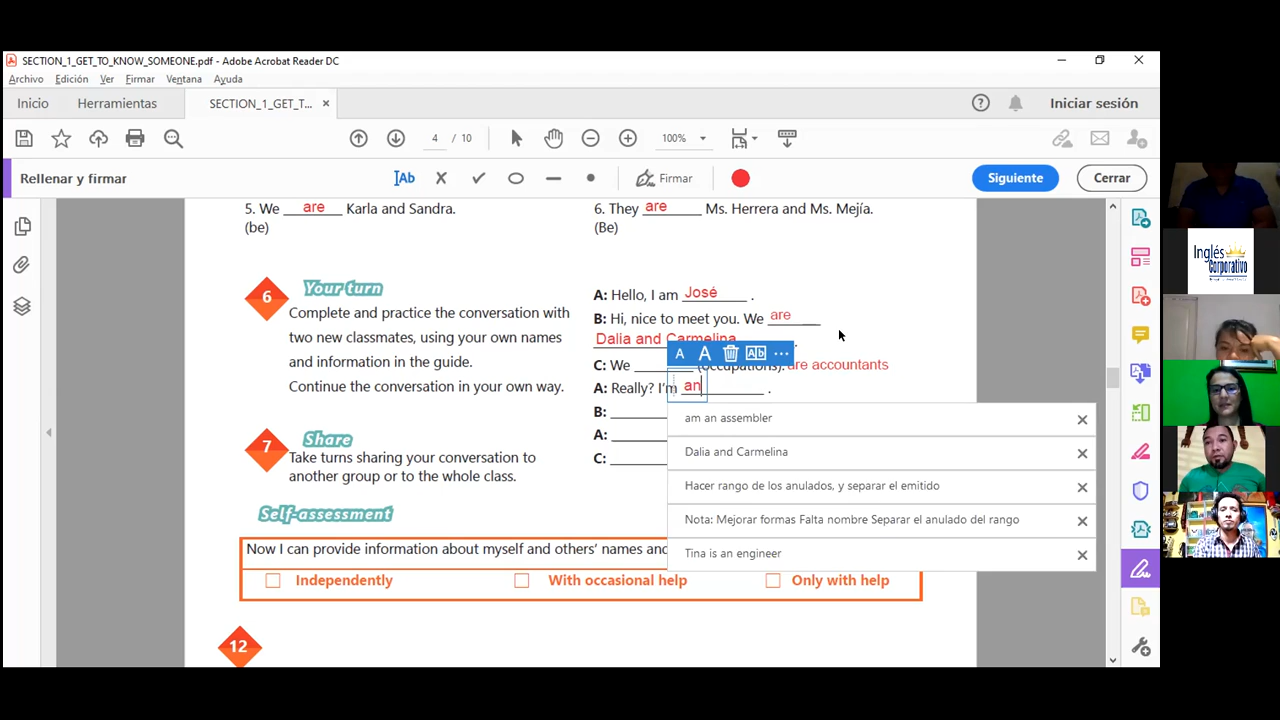 SECTION_1_GET_TO_KNOW_SOMEONE.pdf - Adobe Acrobat Reader DC
Archivo Edición Ver Firmar Ventana Ayuda
Inicio Herramientas SECTION_1_GET_T... × Iniciar sesión
4 / 10 100%
Rellenar y firmar Ab Firmar Siguiente Cerrar
5. We are Karla and Sandra.
(be)
6. They are Ms. Herrera and Ms. Mejía.
(Be)
6 Your turn
Complete and practice the conversation with
two new classmates, using your own names
and information in the guide.
Continue the conversation in your own way.
A: Hello, I am José .
B: Hi, nice to meet you. We are
Dalia and Carmelina .
A A Ab ...
C: We ______ (occupations). are accountants
A: Really? I'm an .
B:
A:
C:
am an assembler
Dalia and Carmelina
Hacer rango de los anulados, y separar el emitido
Nota: Mejorar formas Falta nombre Separar el anulado del rango
Tina is an engineer
7 Share
Take turns sharing your conversation to
another group or to the whole class.
Self-assessment
Now I can provide information about myself and others' names and
Independently With occasional help Only with help
12
Inglés
Corporativo